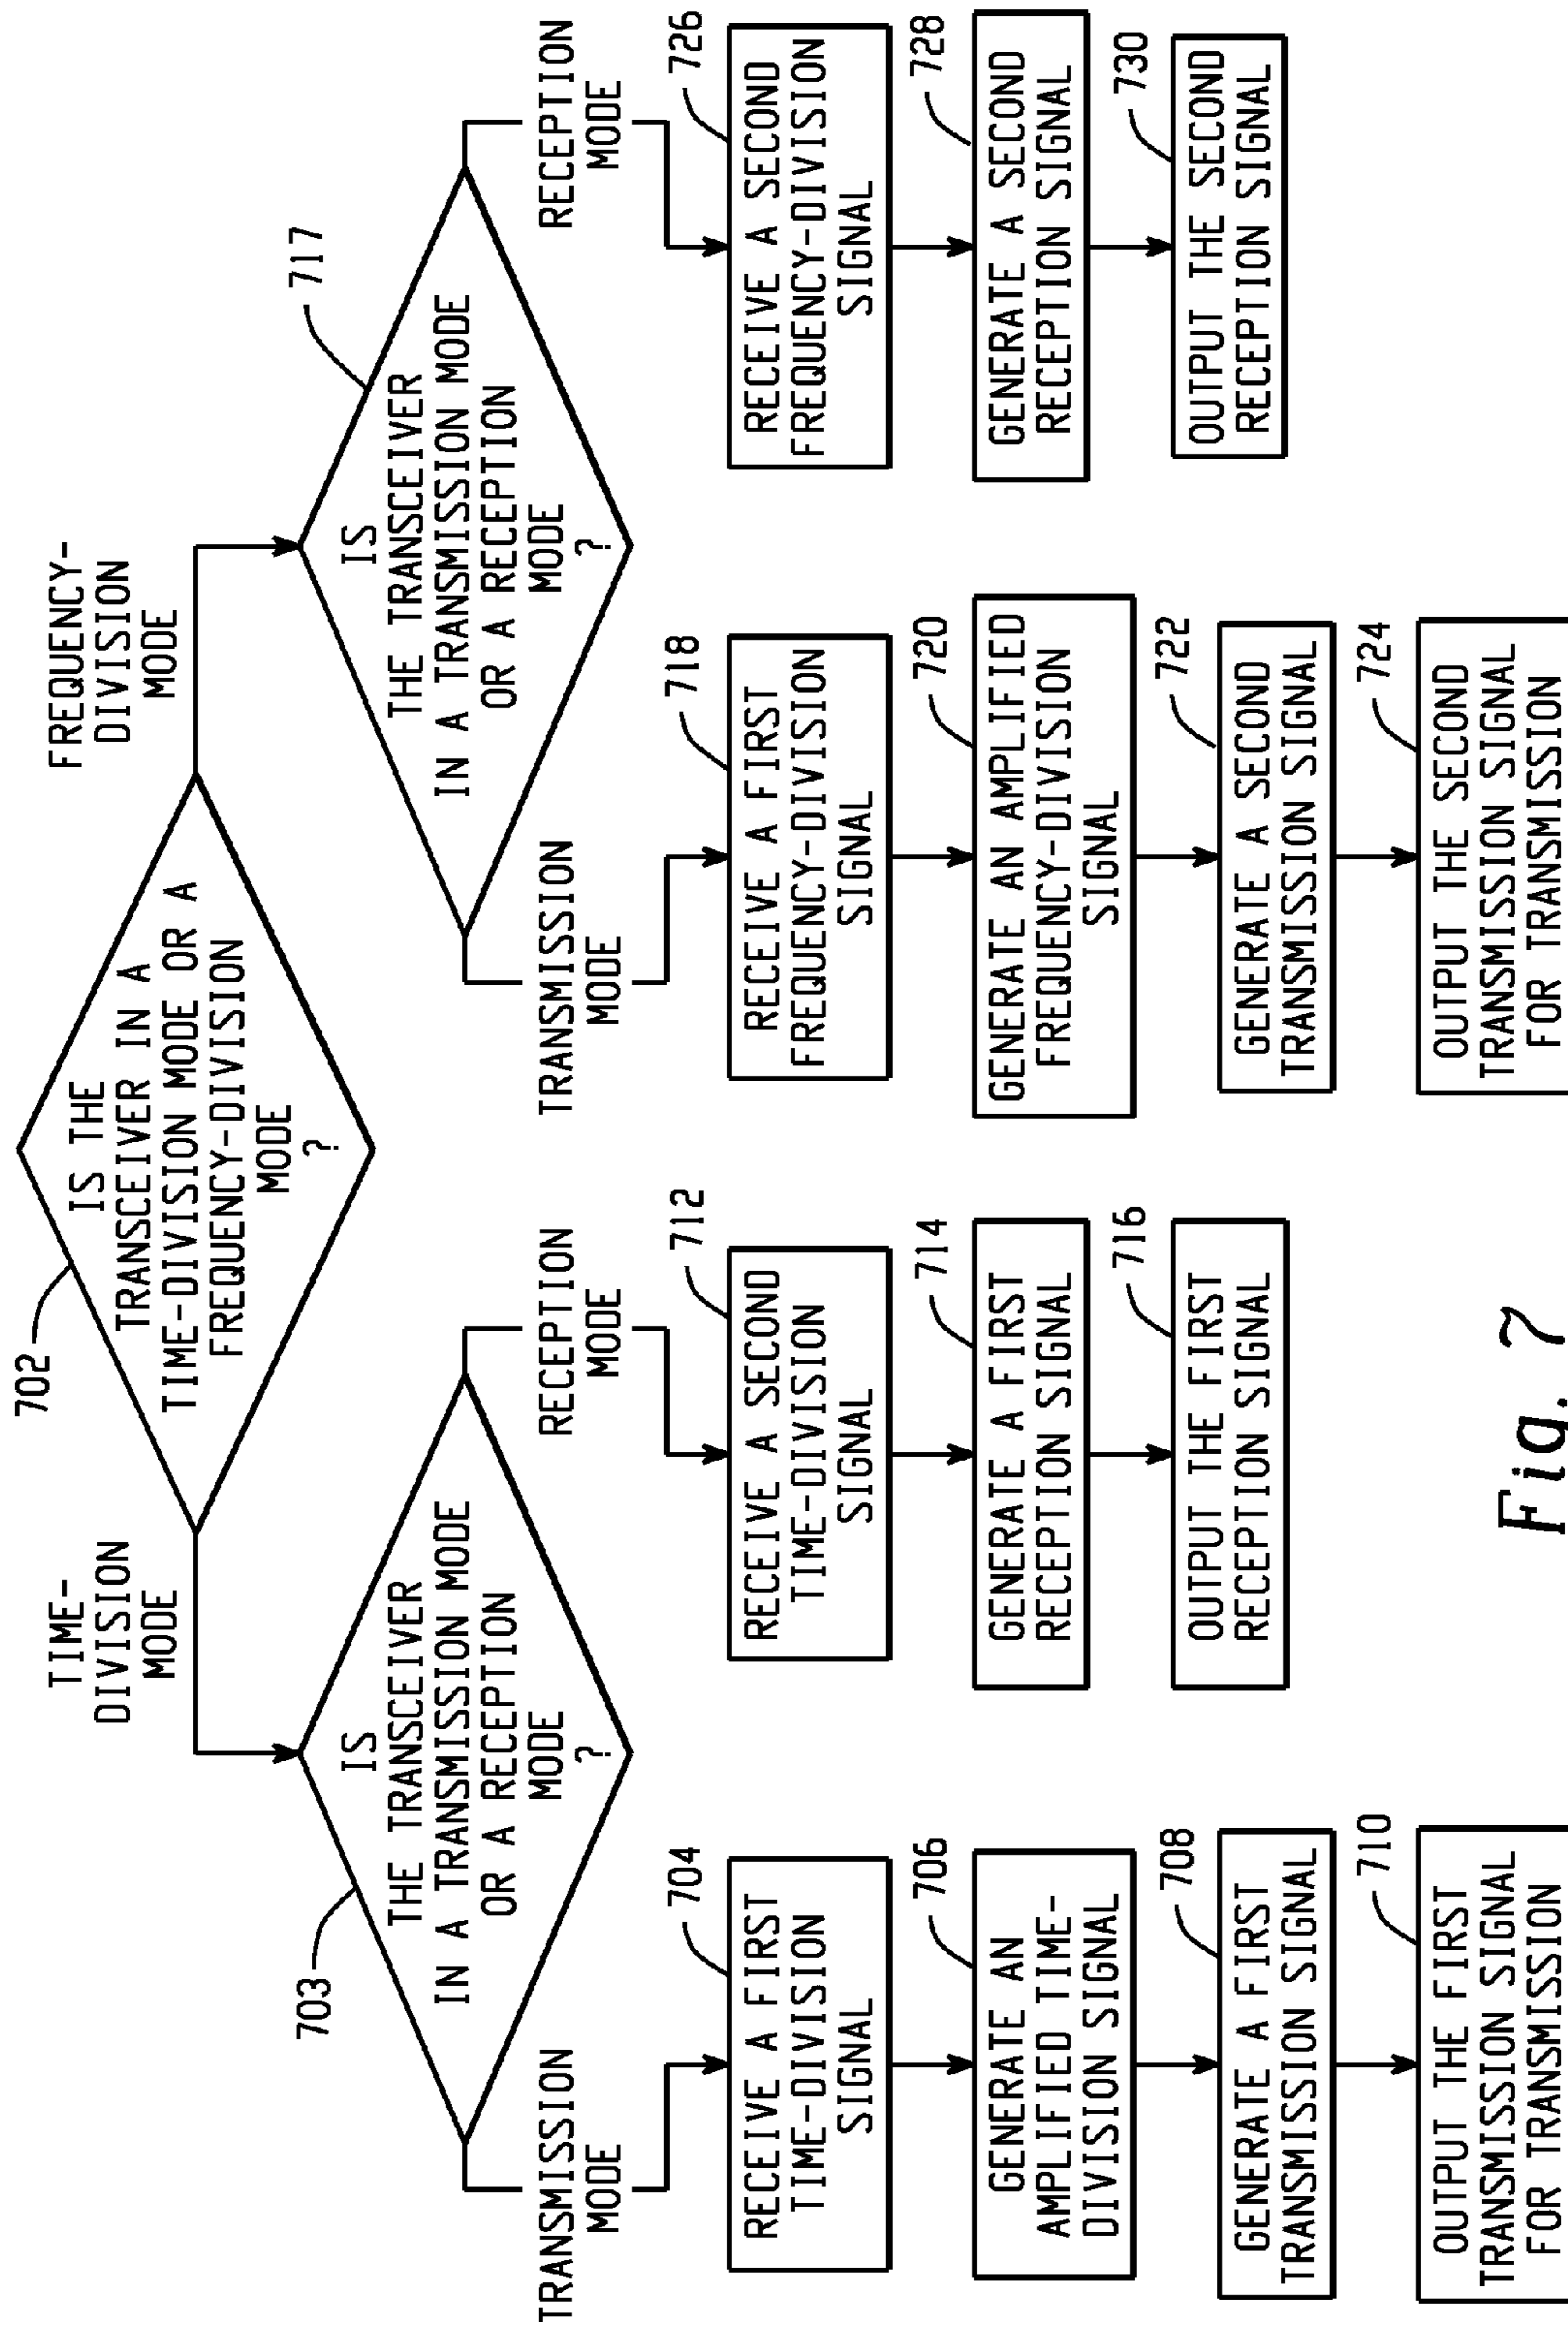 702
IS THE
TRANSCEIVER IN A
TIME-DIVISION MODE OR A
FREQUENCY-DIVISION
MODE
?
TIME-
DIVISION
MODE
FREQUENCY-
DIVISION
MODE
703
IS
THE TRANSCEIVER
IN A TRANSMISSION MODE
OR A RECEPTION
MODE
?
717
IS
THE TRANSCEIVER
IN A TRANSMISSION MODE
OR A RECEPTION
MODE
?
TRANSMISSION
MODE
RECEPTION
MODE
TRANSMISSION
MODE
RECEPTION
MODE
704
RECEIVE A FIRST
TIME-DIVISION
SIGNAL
706
GENERATE AN
AMPLIFIED TIME-
DIVISION SIGNAL
708
GENERATE A FIRST
TRANSMISSION SIGNAL
710
OUTPUT THE FIRST
TRANSMISSION SIGNAL
FOR TRANSMISSION
712
RECEIVE A SECOND
TIME-DIVISION
SIGNAL
714
GENERATE A FIRST
RECEPTION SIGNAL
716
OUTPUT THE FIRST
RECEPTION SIGNAL
718
RECEIVE A FIRST
FREQUENCY-DIVISION
SIGNAL
720
GENERATE AN AMPLIFIED
FREQUENCY-DIVISION
SIGNAL
722
GENERATE A SECOND
TRANSMISSION SIGNAL
724
OUTPUT THE SECOND
TRANSMISSION SIGNAL
FOR TRANSMISSION
726
RECEIVE A SECOND
FREQUENCY-DIVISION
SIGNAL
728
GENERATE A SECOND
RECEPTION SIGNAL
730
OUTPUT THE SECOND
RECEPTION SIGNAL
Fig. 7